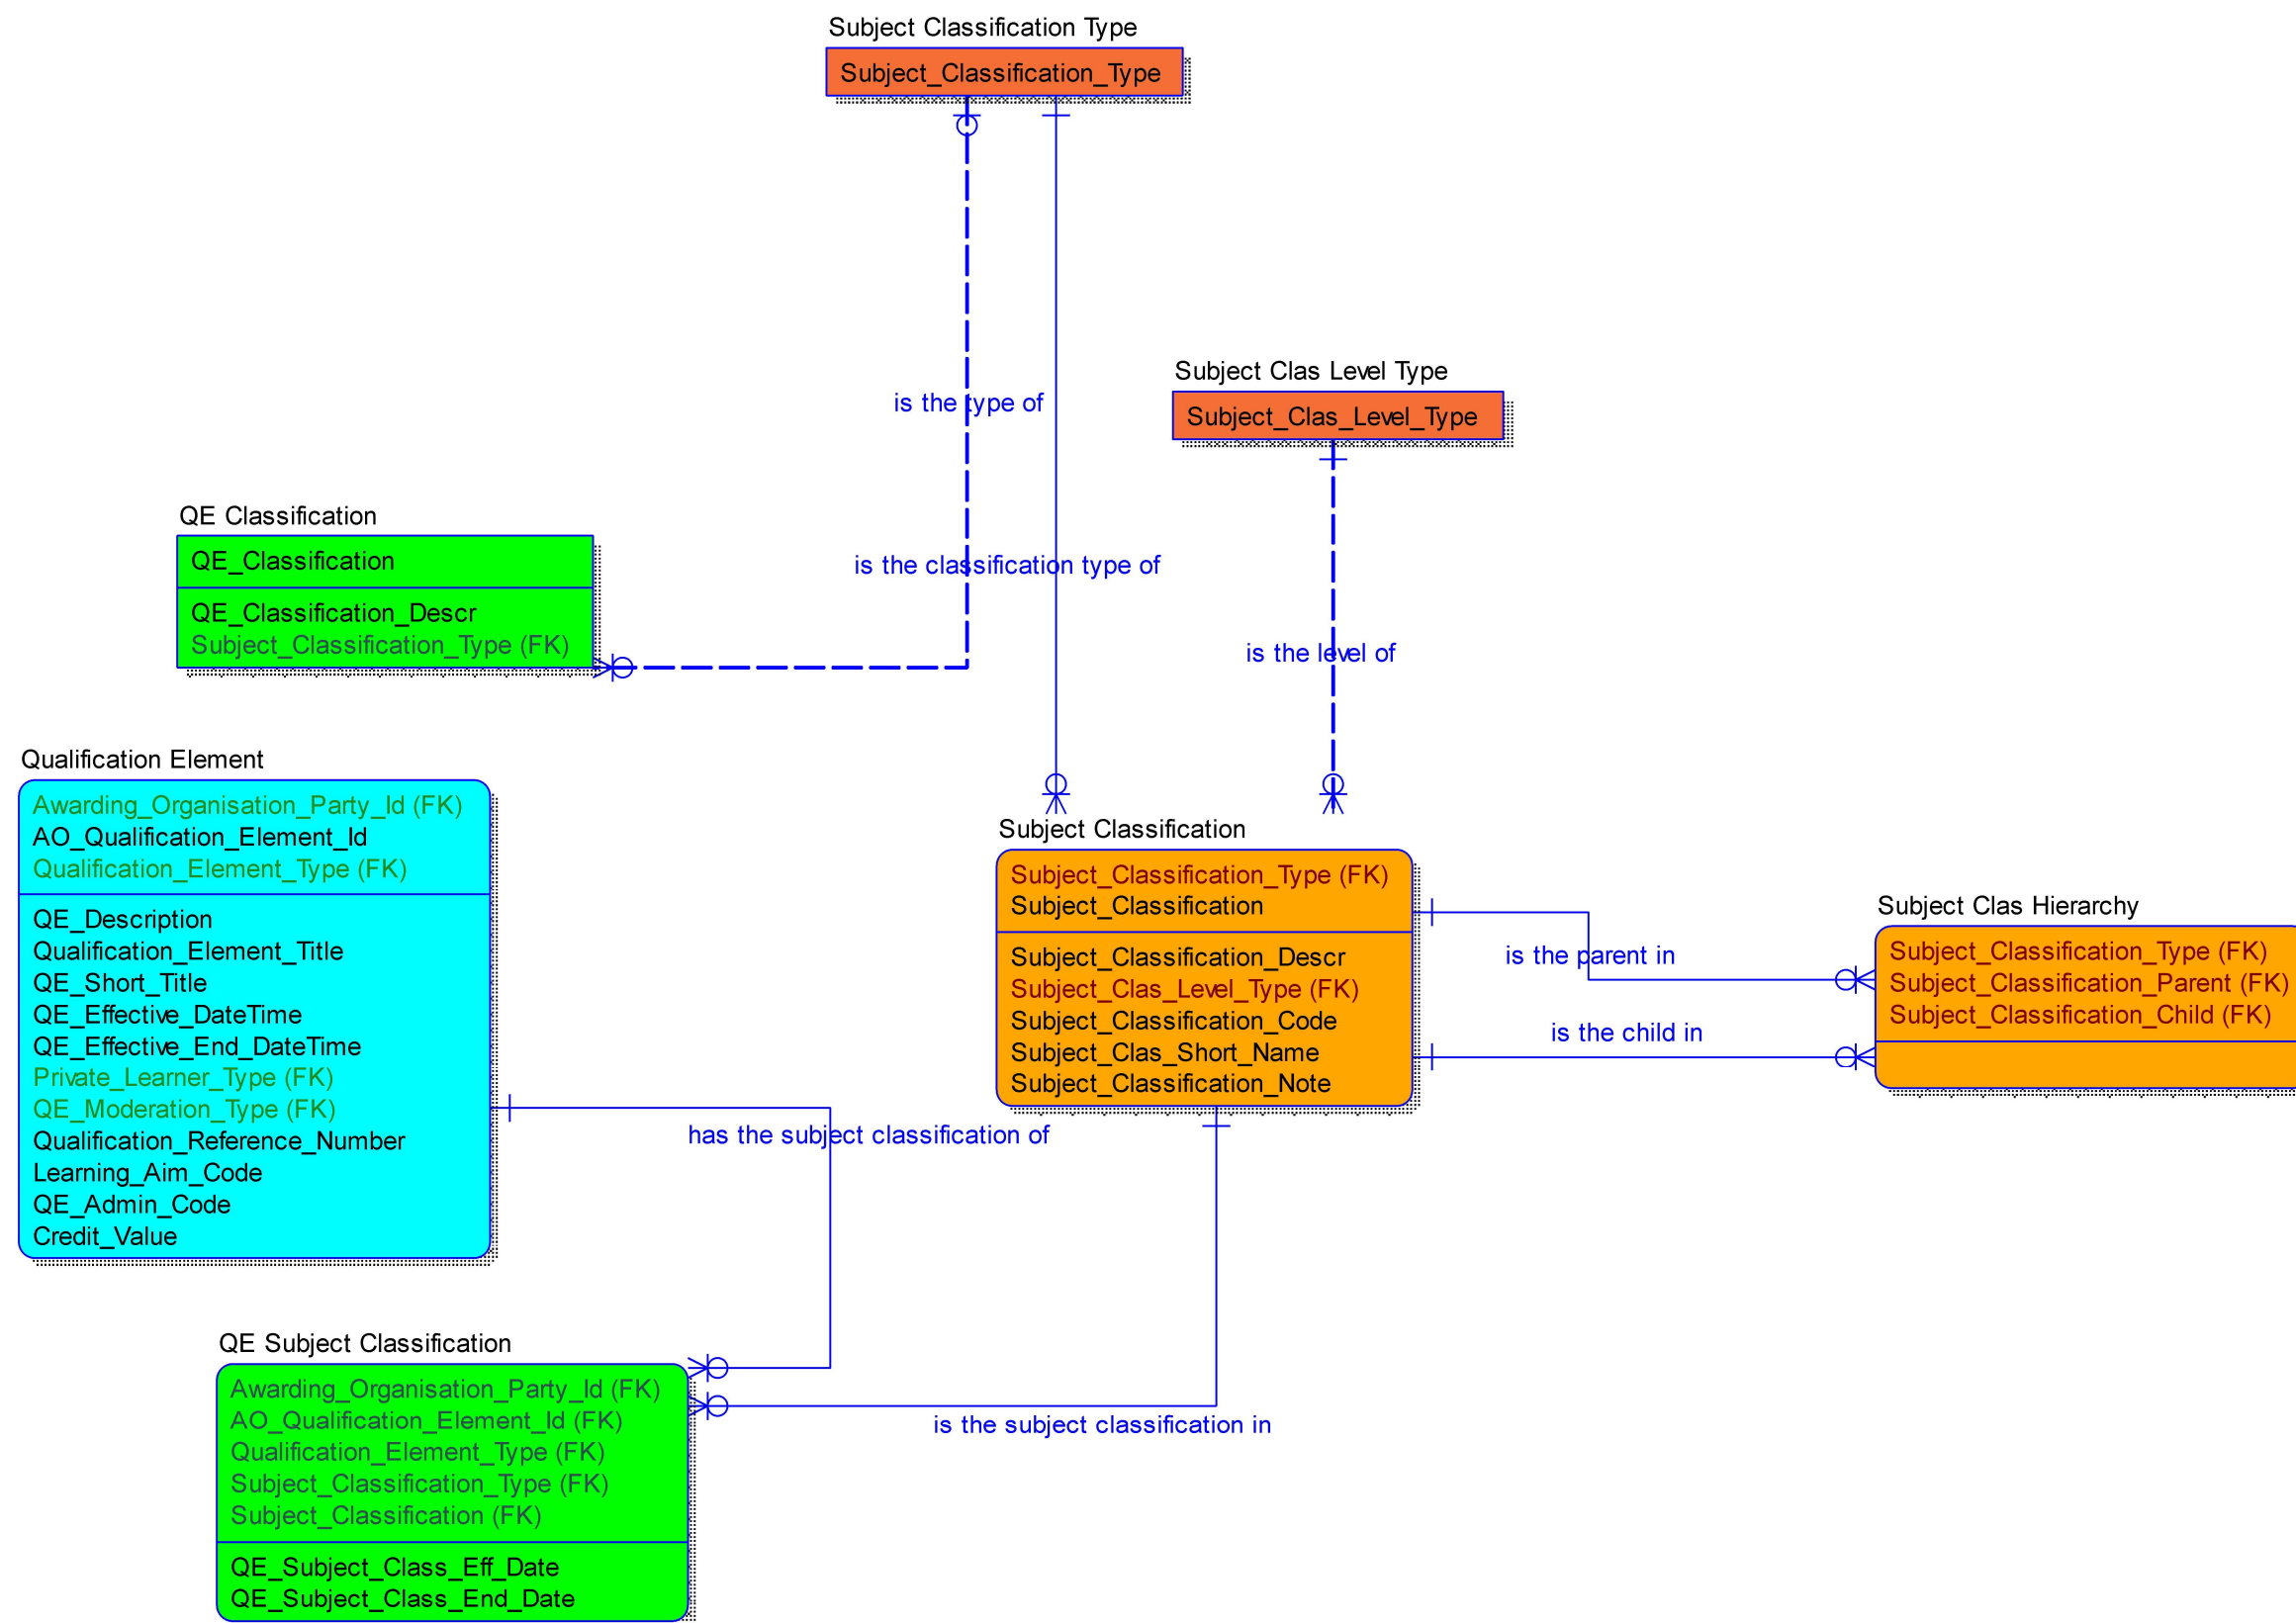 Subject Classification Type
Subject_Classification_Type
is the type of
Subject Clas Level Type
Subject_Clas_Level_Type
QE Classification
QE_Classification
QE_Classification_Descr
Subject_Classification_Type (FK)
is the classification type of
is the level of
Qualification Element
Awarding_Organisation_Party_Id (FK)
AO_Qualification_Element_Id
Qualification_Element_Type (FK)
QE_Description
Qualification_Element_Title
QE_Short_Title
QE_Effective_DateTime
QE_Effective_End_DateTime
Private_Learner_Type (FK)
QE_Moderation_Type (FK)
Qualification_Reference_Number
Learning_Aim_Code
QE_Admin_Code
Credit_Value
Subject Classification
Subject_Classification_Type (FK)
Subject_Classification
Subject_Classification_Descr
Subject_Clas_Level_Type (FK)
Subject_Classification_Code
Subject_Clas_Short_Name
Subject_Classification_Note
is the parent in
is the child in
Subject Clas Hierarchy
Subject_Classification_Type (FK)
Subject_Classification_Parent (FK)
Subject_Classification_Child (FK)
has the subject classification of
QE Subject Classification
Awarding_Organisation_Party_Id (FK)
AO_Qualification_Element_Id (FK)
Qualification_Element_Type (FK)
Subject_Classification_Type (FK)
Subject_Classification (FK)
QE_Subject_Class_Eff_Date
QE_Subject_Class_End_Date
is the subject classification in